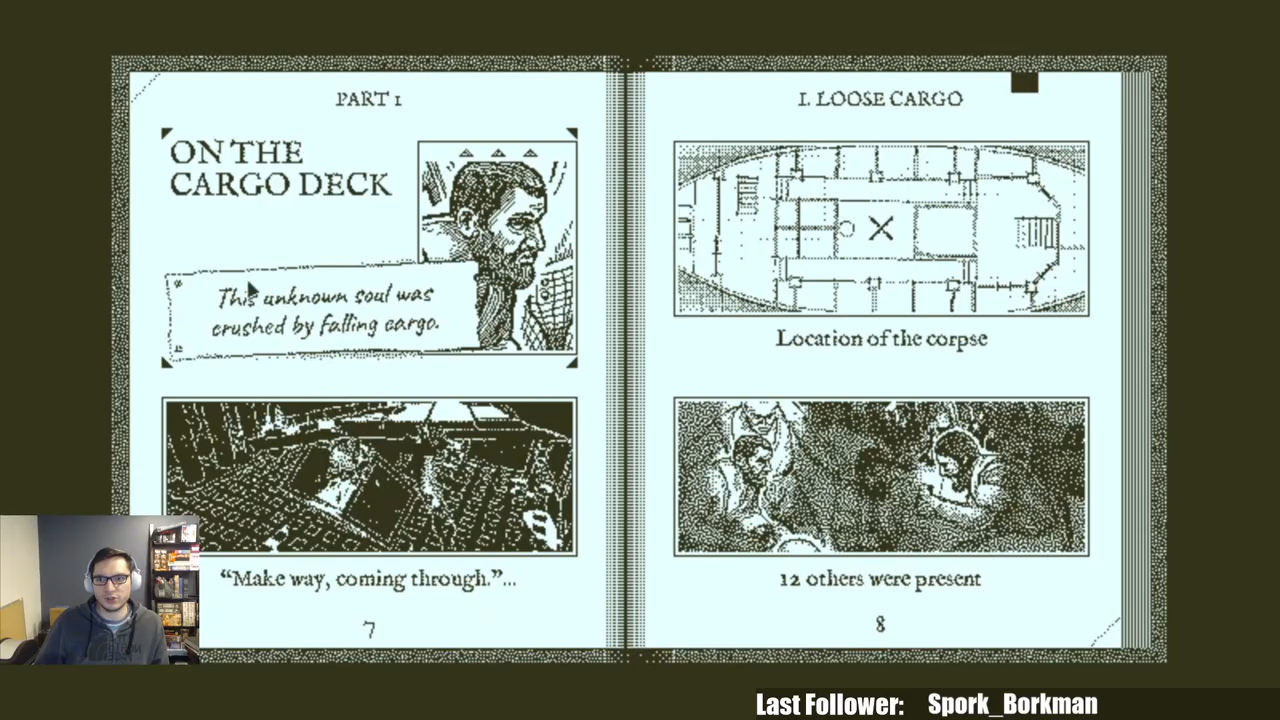 PART 1
ON THE
CARGO DECK
This unknown soul was
crushed by falling cargo.
“Make way, coming through.”...
7
I. LOOSE CARGO
Location of the corpse
12 others were present
8
Last Follower: Spork_Borkman